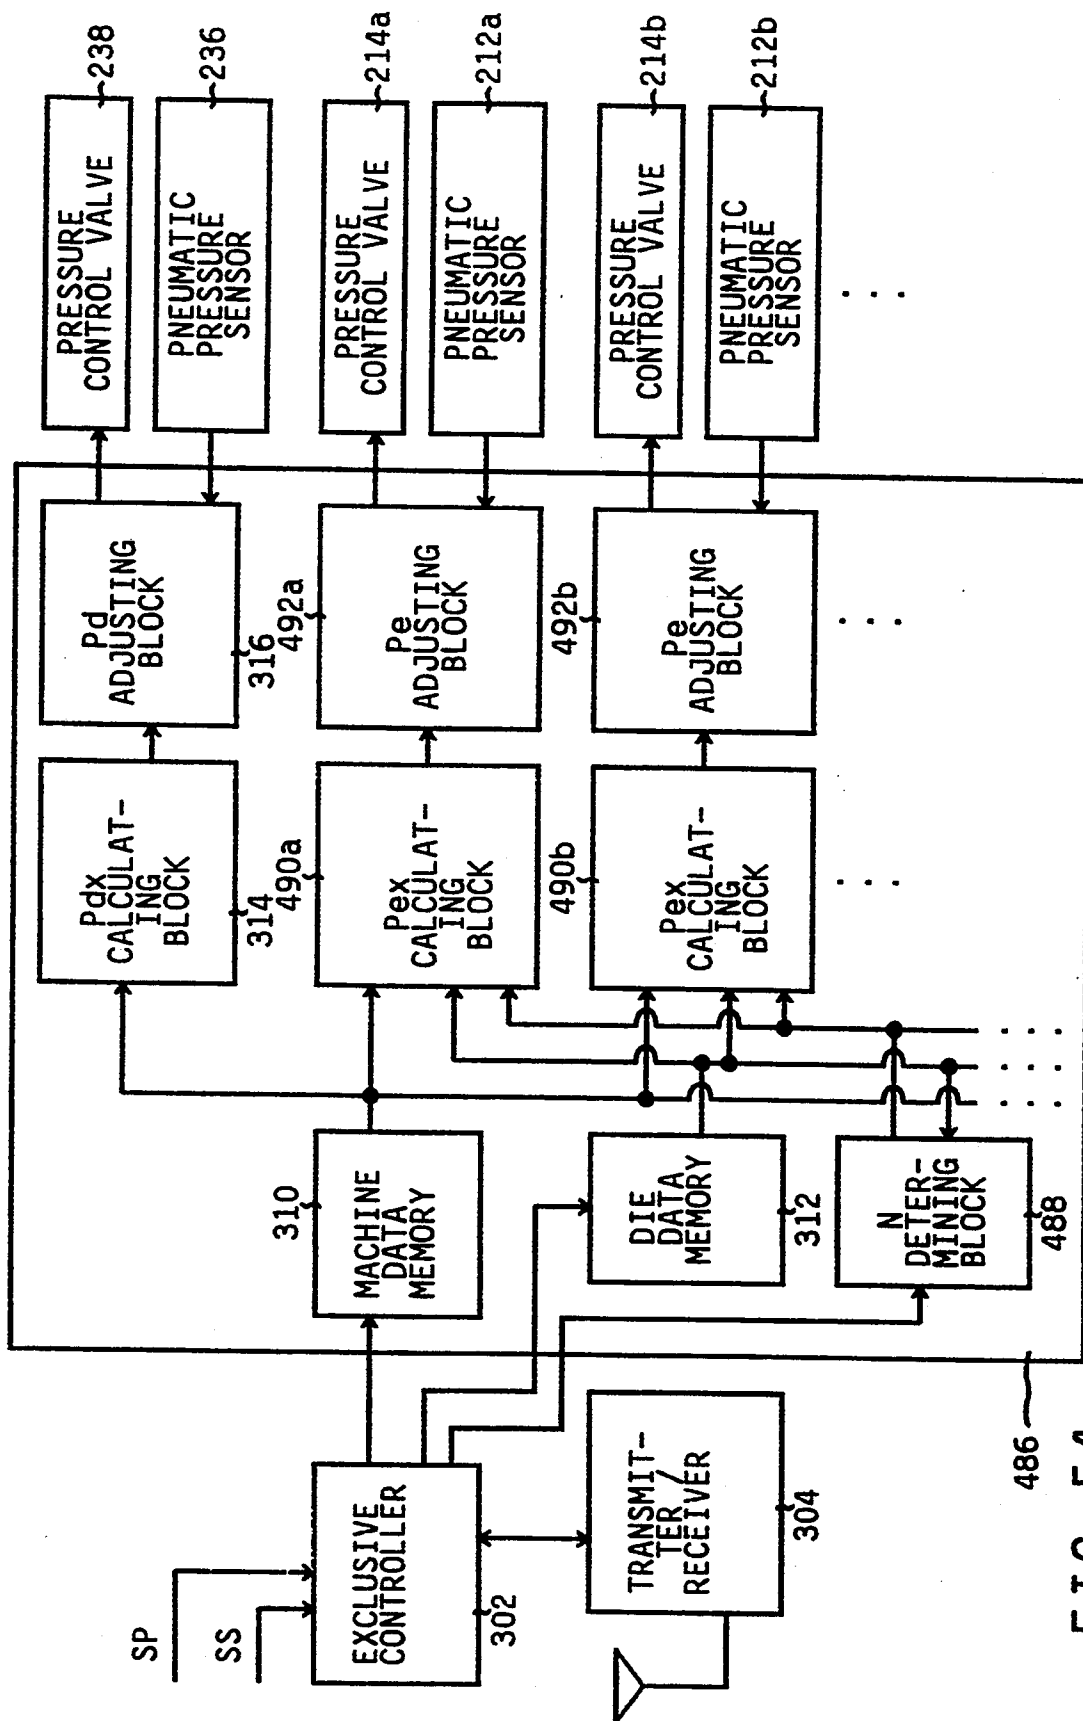 SP
SS
EXCLUSIVE
CONTROLLER
302
TRANSMIT-
TER /
RECEIVER
304
486
310
MACHINE
DATA
MEMORY
DIE
DATA
MEMORY
312
N
DETER-
MINING
BLOCK
488
Pdx
CALCULAT-
ING
BLOCK
314
490a
Pex
CALCULAT-
ING
BLOCK
490b
Pex
CALCULAT-
ING
BLOCK
Pd
ADJUSTING
BLOCK
316
492a
Pe
ADJUSTING
BLOCK
492b
Pe
ADJUSTING
BLOCK
PRESSURE
CONTROL VALVE
238
PNEUMATIC
PRESSURE
SENSOR
236
PRESSURE
CONTROL VALVE
214a
PNEUMATIC
PRESSURE
SENSOR
212a
PRESSURE
CONTROL VALVE
214b
PNEUMATIC
PRESSURE
SENSOR
212b